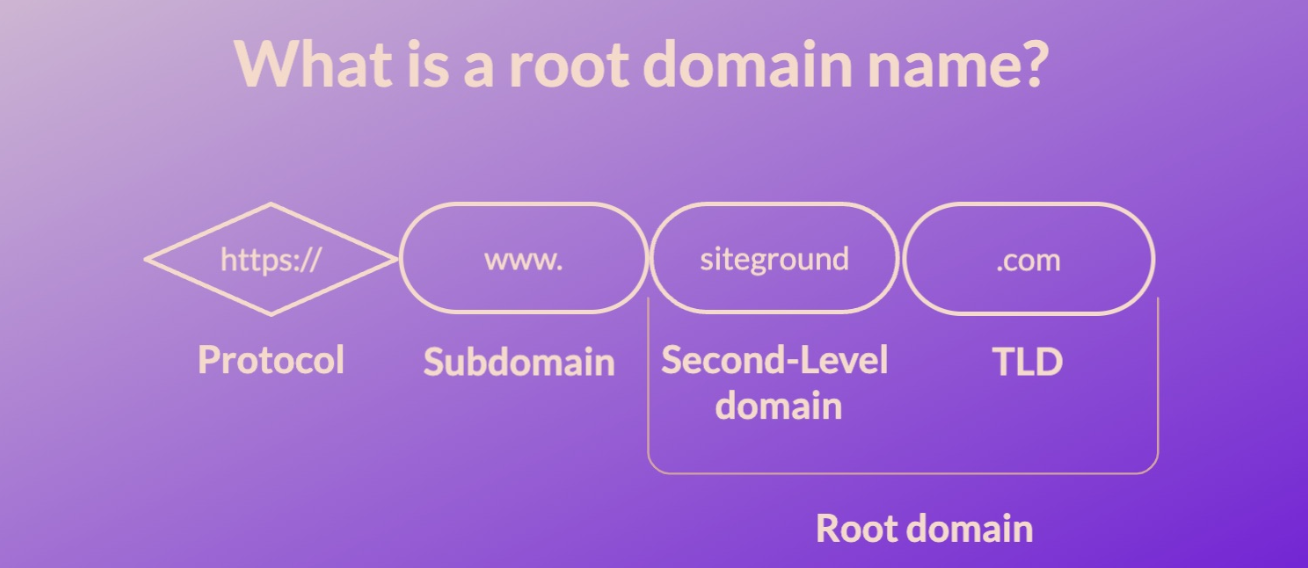 What is a root domain name?
https://
www.
siteground
.com
Protocol
Subdomain
Second-Level
domain
TLD
Root domain